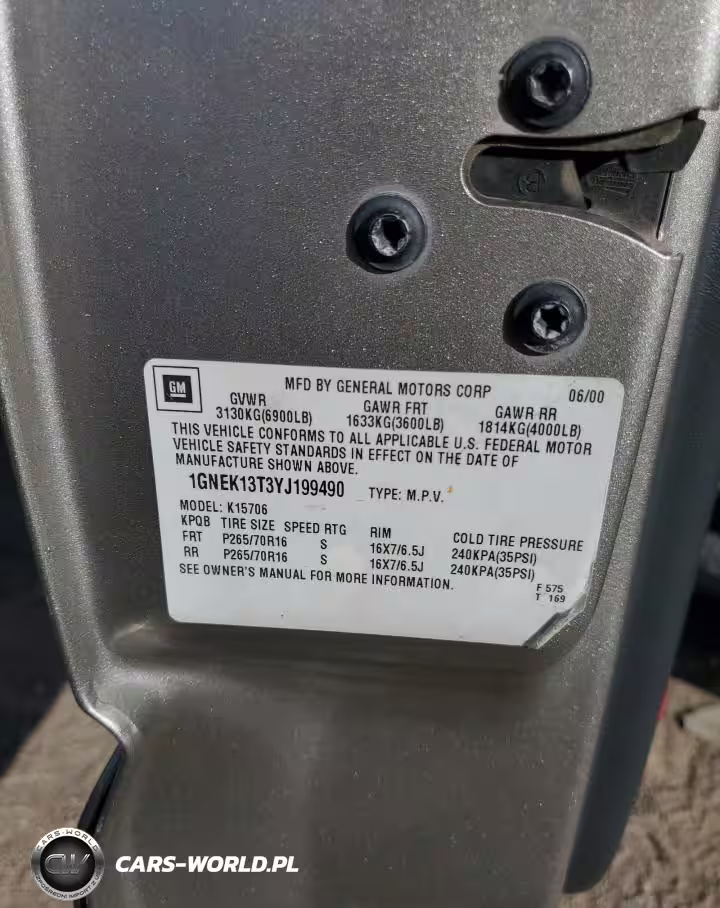 GM
MFD BY GENERAL MOTORS CORP 06/00
GVWR GAWR FRT GAWR RR
3130KG(6900LB) 1633KG(3600LB) 1814KG(4000LB)
THIS VEHICLE CONFORMS TO ALL APPLICABLE U.S. FEDERAL MOTOR
VEHICLE SAFETY STANDARDS IN EFFECT ON THE DATE OF
MANUFACTURE SHOWN ABOVE.
1GNEK13T3YJ199490 TYPE: M.P.V.
MODEL: K15706
KPQB TIRE SIZE SPEED RTG RIM COLD TIRE PRESSURE
FRT P265/70R16 S 16X7/6.5J 240KPA(35PSI)
RR P265/70R16 S 16X7/6.5J 240KPA(35PSI)
SEE OWNER'S MANUAL FOR MORE INFORMATION.
F 575
T 169
CARS-WORLD
CW
CARS-WORLD.PL